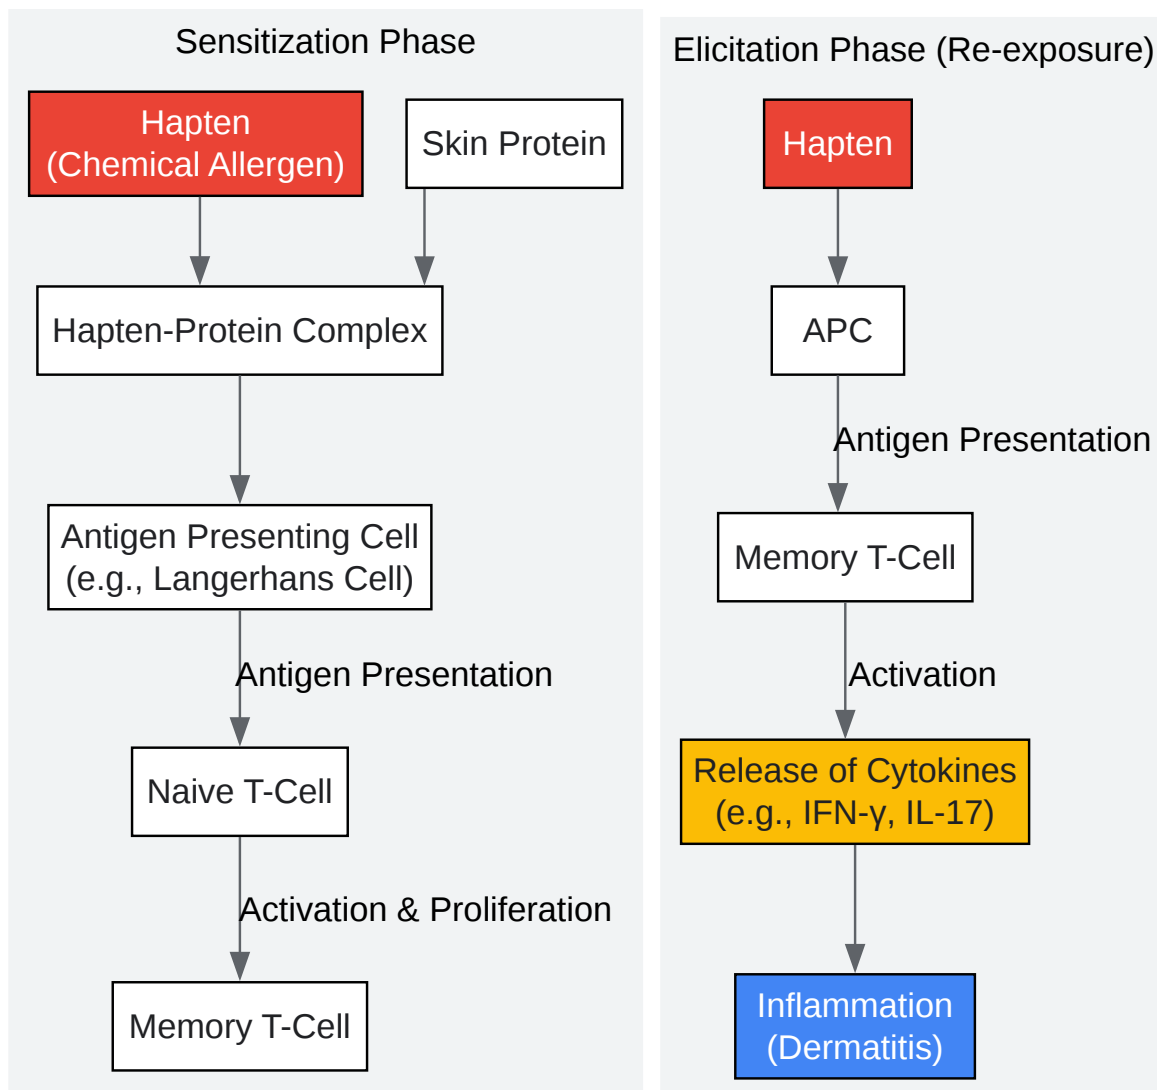 Sensitization Phase
Hapten
(Chemical Allergen)
Skin Protein
Hapten-Protein Complex
Antigen Presenting Cell
(e.g., Langerhans Cell)
Antigen Presentation
Naive T-Cell
Activation & Proliferation
Memory T-Cell
Elicitation Phase (Re-exposure)
Hapten
APC
Antigen Presentation
Memory T-Cell
Activation
Release of Cytokines
(e.g., IFN-γ, IL-17)
Inflammation
(Dermatitis)